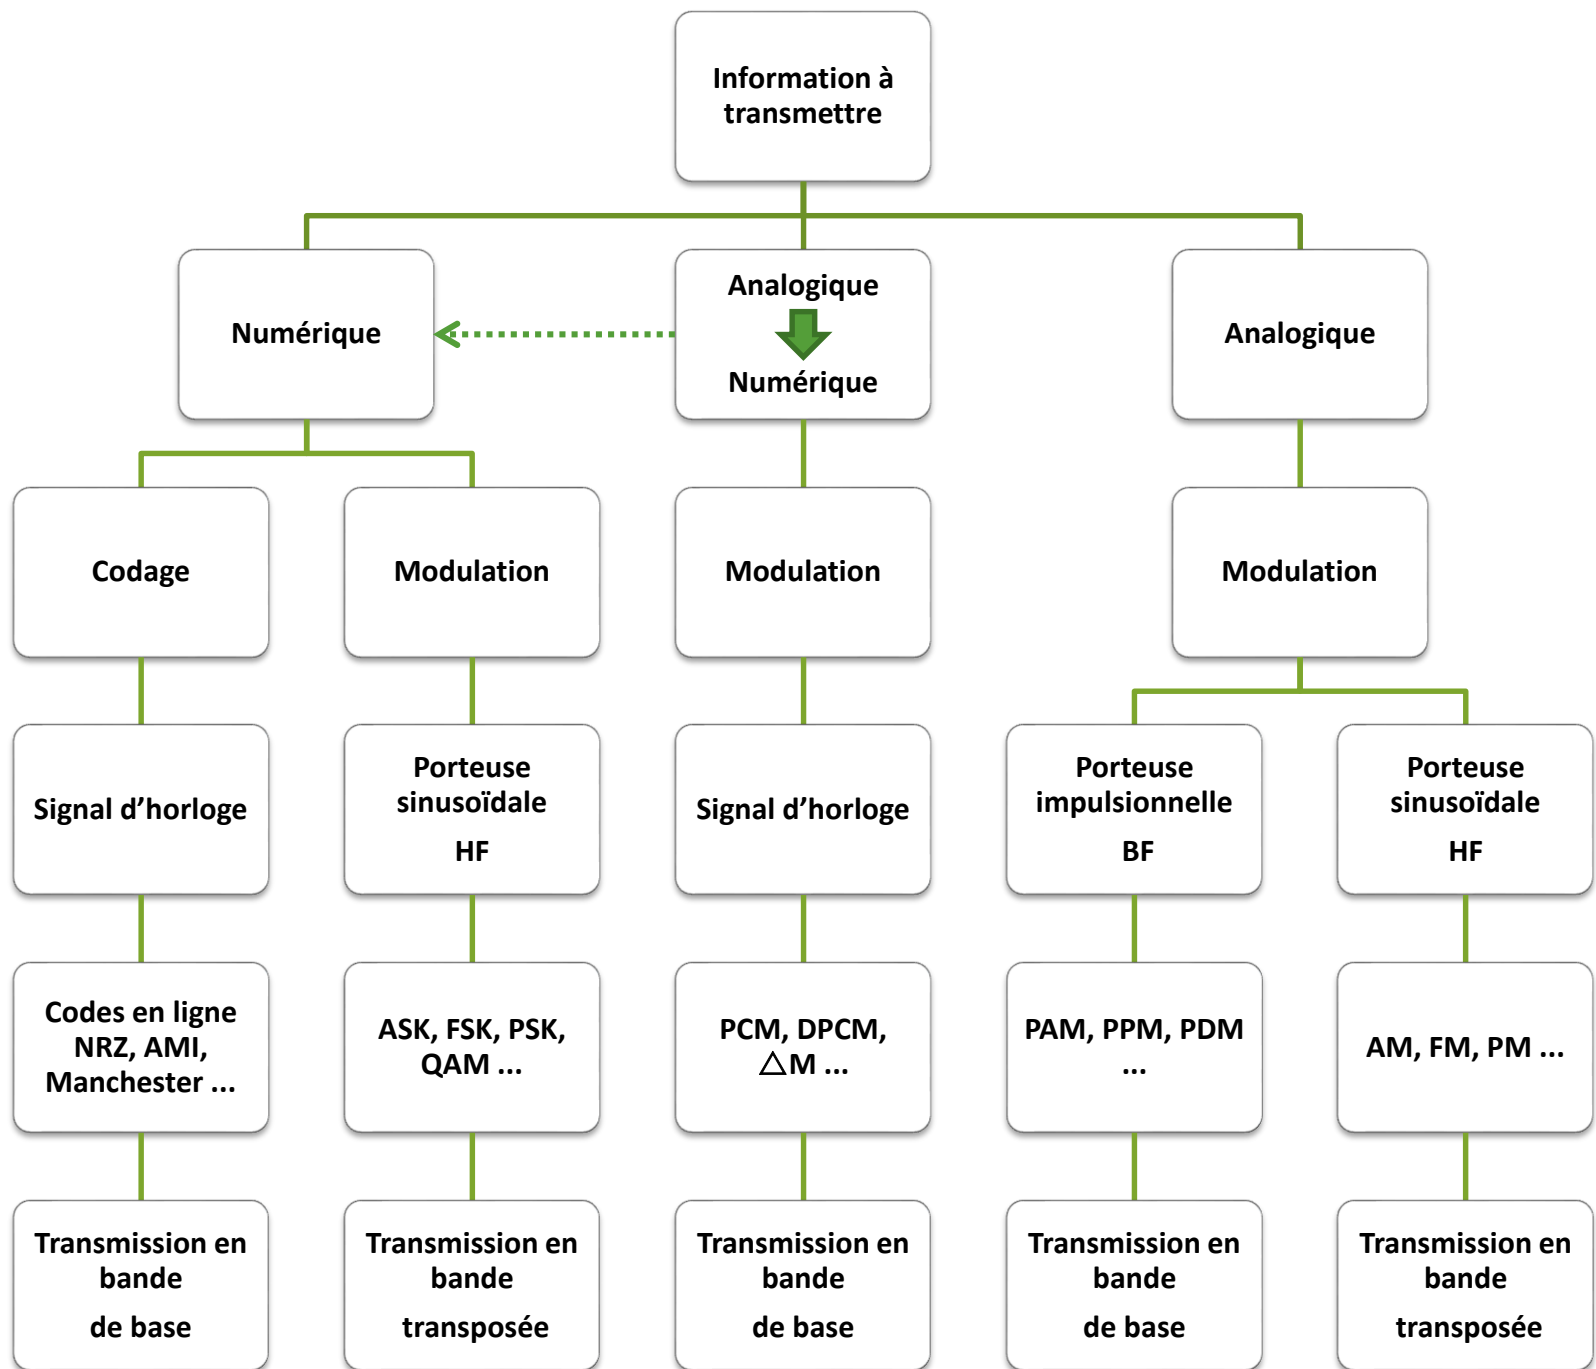 Information à
transmettre
Numérique
Analogique
Numérique
Analogique
Codage
Modulation
Modulation
Modulation
Signal d’horloge
Porteuse
sinusoïdale
HF
Signal d’horloge
Porteuse
impulsionnelle
BF
Porteuse
sinusoïdale
HF
Codes en ligne
NRZ, AMI,
Manchester ...
ASK, FSK, PSK,
QAM ...
PCM, DPCM,
△M ...
PAM, PPM, PDM
...
AM, FM, PM ...
Transmission en
bande
de base
Transmission en
bande
transposée
Transmission en
bande
de base
Transmission en
bande
de base
Transmission en
bande
transposée